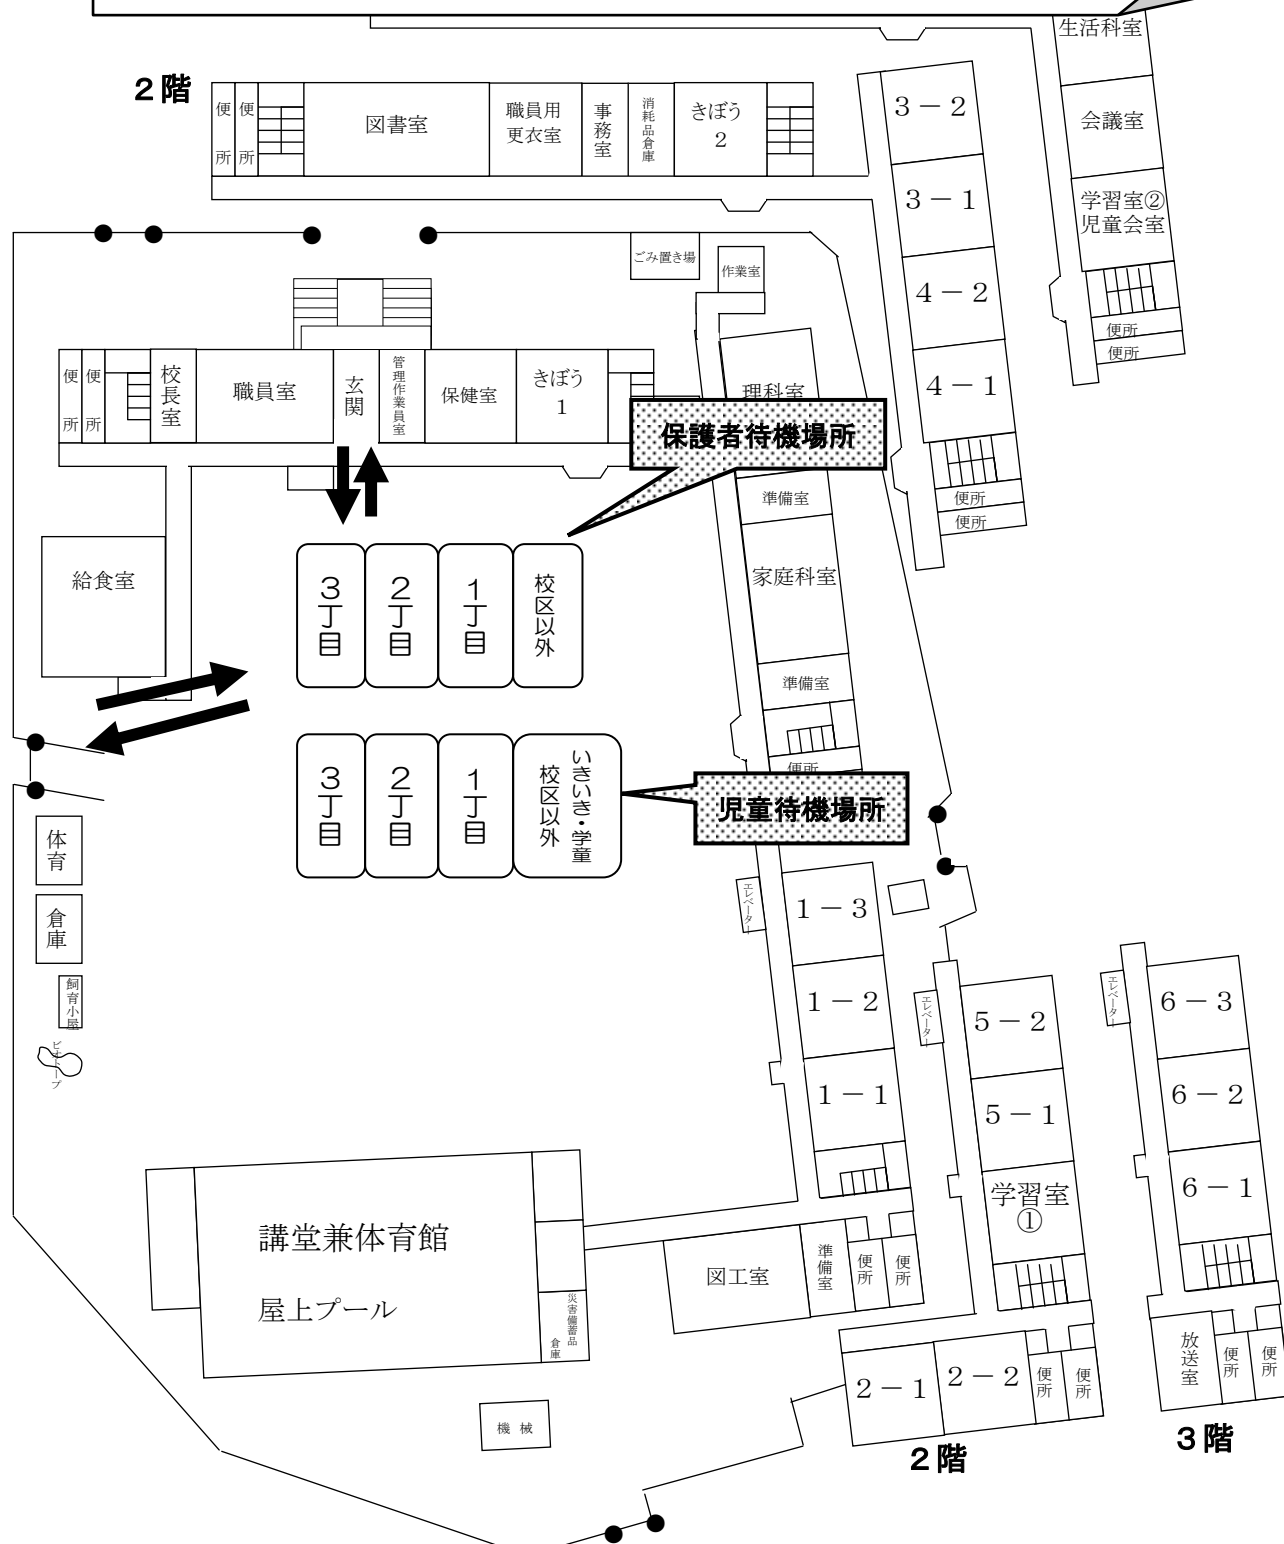 生活科室
会議室
学習室②
児童会室
便所
便所
2階
便所
便所
図書室
職員用
更衣室
事務室
消耗品倉庫
きぼう
2
3－2
3－1
4－2
4－1
便所
便所
ごみ置き場
作業室
便所
便所
校長室
職員室
玄関
管理作業員室
保健室
きぼう
1
理科室
保護者待機場所
準備室
家庭科室
準備室
便所
給食室
3丁目
2丁目
1丁目
校区以外
3丁目
2丁目
1丁目
いきいき・学童
校区以外
児童待機場所
体育
倉庫
飼育小屋
ビオトープ
エレベーター
1－3
1－2
1－1
エレベーター
5－2
5－1
学習室
①
エレベーター
6－3
6－2
6－1
講堂兼体育館
屋上プール
災害備蓄品
倉庫
図工室
準備室
便所
便所
機械
2－1
2－2
便所
便所
2階
放送室
便所
便所
3階